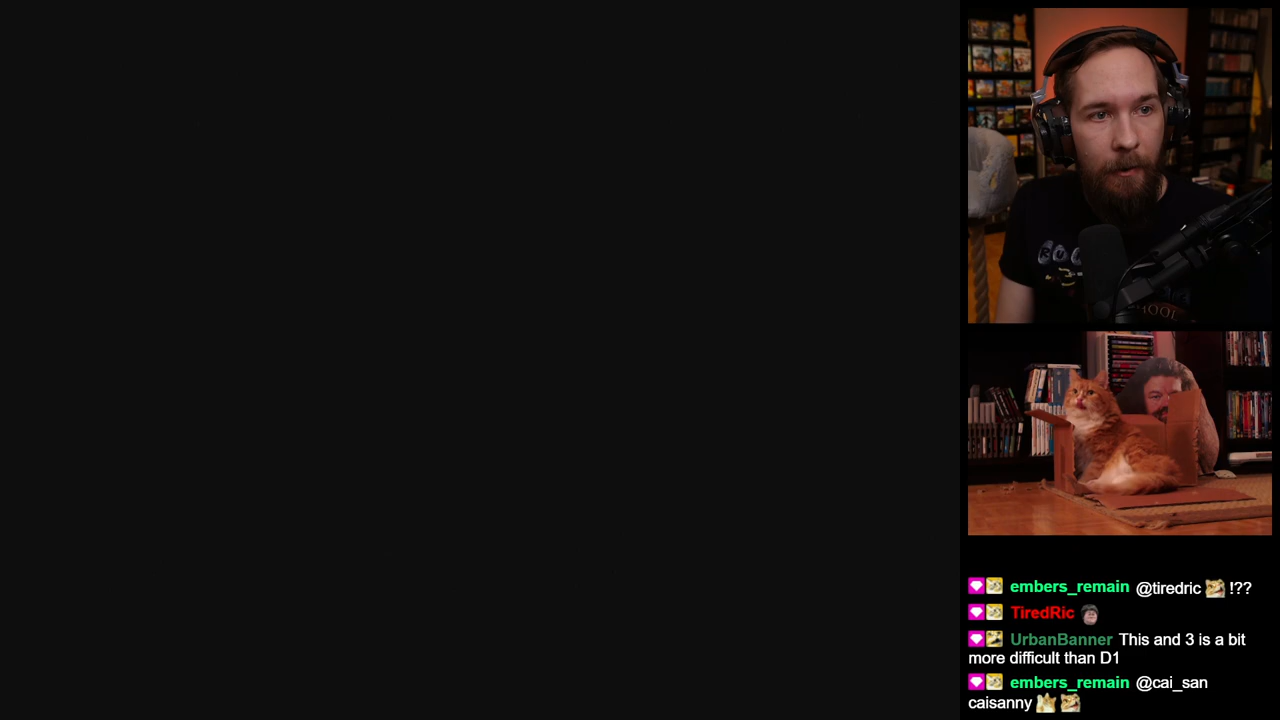 embers_remain @tiredric !??
TiredRic
UrbanBanner This and 3 is a bit
more difficult than D1
embers_remain @cai_san
caisanny